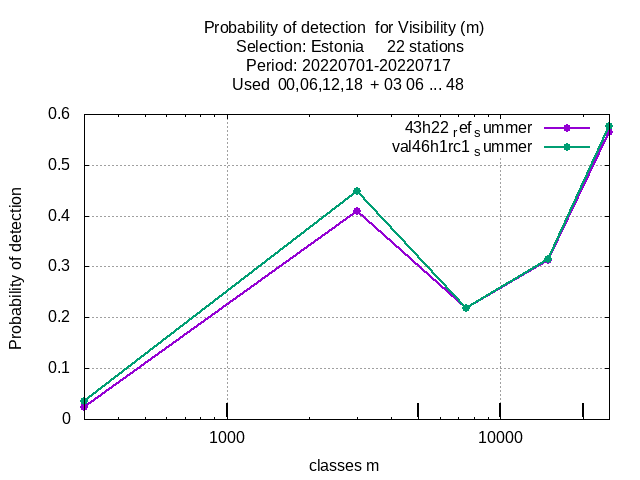 Probability of detection for Visibility (m)
Selection: Estonia 22 stations
Period: 20220701-20220717
Used 00,06,12,18 + 03 06 ... 48
43h22 ref summer
val46h1rc1 summer
Probability of detection
0.6
0.5
0.4
0.3
0.2
0.1
0
1000 10000
classes m